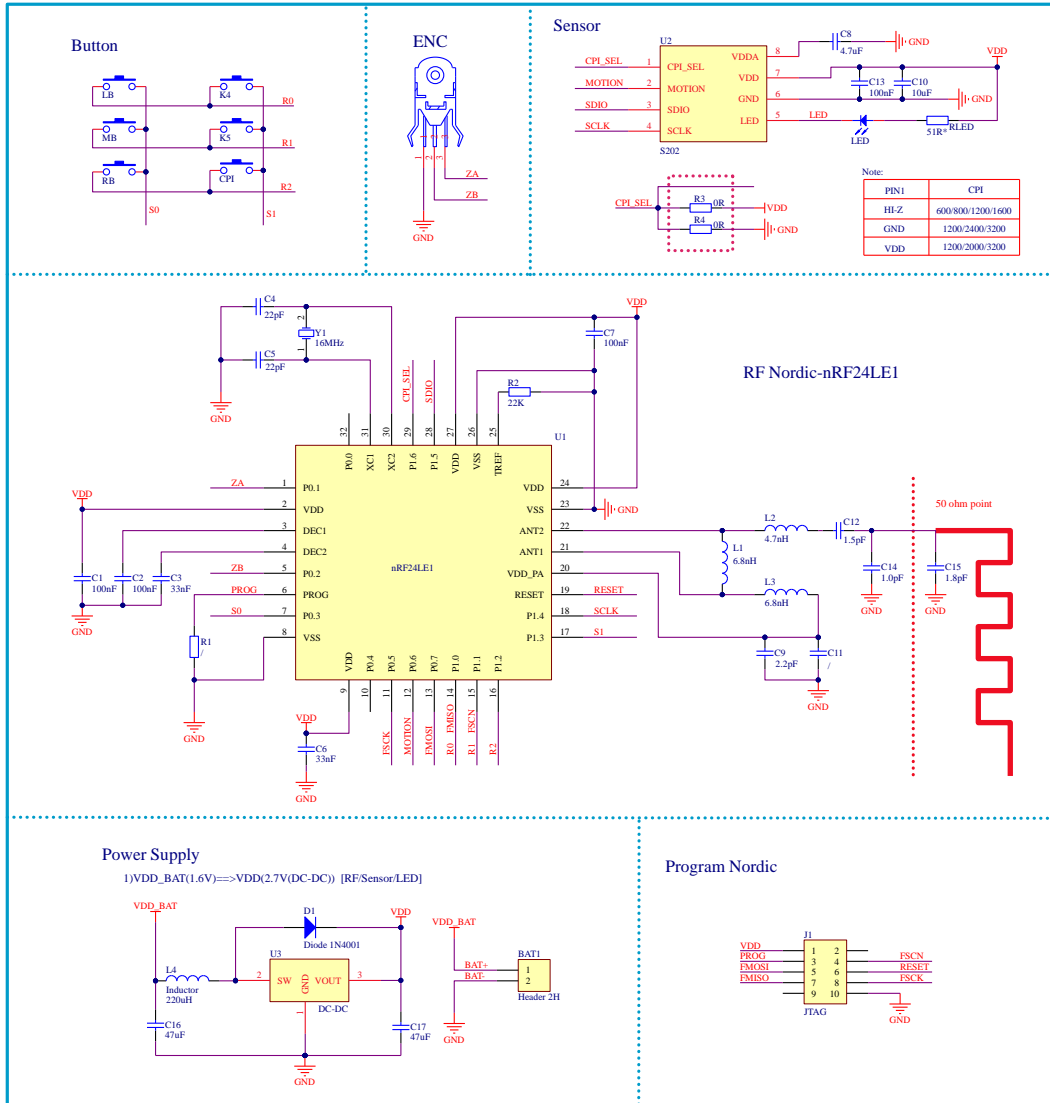 Button
LB
K4
R0
MB
K5
R1
RB
CPI
R2
S0
S1
ENC
1
2
3
1
2
3
ZA
ZB
GND
Sensor
U2
CPI_SEL
1
CPI_SEL
MOTION
2
MOTION
SDIO
3
SDIO
SCLK
4
SCLK
VDDA
8
VDD
7
GND
6
LED
5
S202
C8
4.7uF
GND
VDD
C13
100nF
C10
10uF
GND
LED
LED
51R*
RLED
CPI_SEL
R3
0R
VDD
R4
0R
GND
Note:
PIN1 CPI
HI-Z 600/800/1200/1600
GND 1200/2400/3200
VDD 1200/2000/3200
RF Nordic-nRF24LE1
C4
22pF
2
Y1
16MHz
1
C5
22pF
GND
CPI_SEL
SDIO
VDD
C7
100nF
R2
22K
U1
32
31
30
29
28
27
26
25
P0.0
XC1
XC2
P1.6
P1.5
VDD
VSS
TREF
ZA
1
P0.1
VDD
2
VDD
3
DEC1
4
DEC2
ZB
5
P0.2
PROG
6
PROG
S0
7
P0.3
8
VSS
nRF24LE1
VDD
24
VSS
23
GND
ANT2
22
ANT1
21
VDD_PA
20
RESET
19
RESET
P1.4
18
SCLK
P1.3
17
S1
VDD
P0.4
P0.5
P0.6
P0.7
P1.0
P1.1
P1.2
9
10
11
12
13
14
15
16
FSCK
MOTION
FMOSI
R0 FMISO
R1 FSCN
R2
C1
100nF
C2
100nF
C3
33nF
GND
R1
/
GND
VDD
C6
33nF
GND
L1
6.8nH
L2
4.7nH
L3
6.8nH
C12
1.5pF
C14
1.0pF
GND
C15
1.8pF
GND
C9
2.2pF
C11
/
GND
50 ohm point
Power Supply
1)VDD_BAT(1.6V)==>VDD(2.7V(DC-DC)) [RF/Sensor/LED]
VDD_BAT
D1
Diode 1N4001
VDD
L4
Inductor
220uH
U3
2
SW
GND
VOUT
3
1
DC-DC
C16
47uF
C17
47uF
GND
VDD_BAT
BAT+
BAT-
BAT1
1
2
Header 2H
GND
Program Nordic
J1
VDD
1
2
PROG
3
4
FSCN
FMOSI
5
6
RESET
FMISO
7
8
FSCK
9
10
JTAG
GND